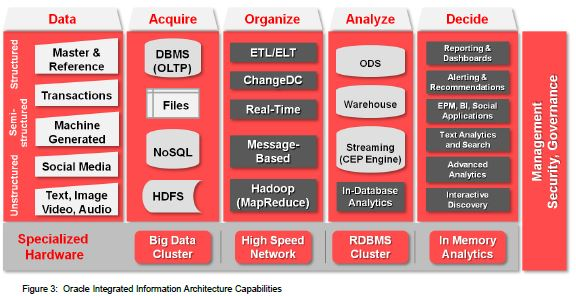 Data
Acquire
Organize
Analyze
Decide
Structured
Semi-
structured
Unstructured
Master &
Reference
Transactions
Machine
Generated
Social Media
Text, Image
Video, Audio
DBMS
(OLTP)
Files
NoSQL
HDFS
ETL/ELT
ChangeDC
Real-Time
Message-
Based
Hadoop
(MapReduce)
ODS
Warehouse
Streaming
(CEP Engine)
In-Database
Analytics
Reporting &
Dashboards
Alerting &
Recommendations
EPM, BI, Social
Applications
Text Analytics
and Search
Advanced
Analytics
Interactive
Discovery
Management
Security, Governance
Specialized
Hardware
Big Data
Cluster
High Speed
Network
RDBMS
Cluster
In Memory
Analytics
Figure 3: Oracle Integrated Information Architecture Capabilities